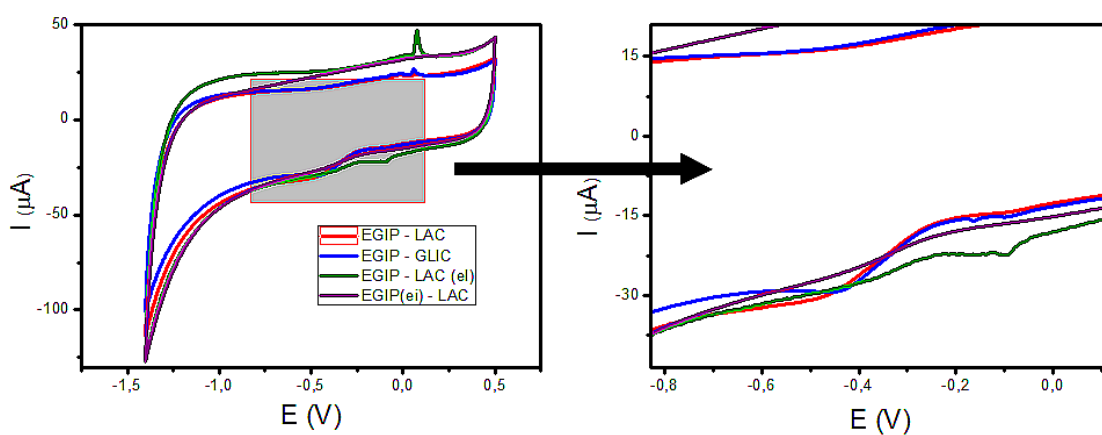 50
0
-50
-100
I (µA)
-1,5
-1,0
-0,5
0,0
0,5
E (V)
EGIP - LAC
EGIP - GLIC
EGIP - LAC (el)
EGIP(ei) - LAC
15
0
-15
-30
I (µA)
-0,8
-0,6
-0,4
-0,2
0,0
E (V)